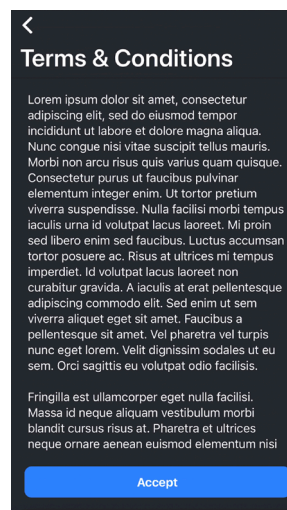 Terms & Conditions
Lorem ipsum dolor sit amet, consectetur
adipiscing elit, sed do eiusmod tempor
incididunt ut labore et dolore magna aliqua.
Nunc congue nisi vitae suscipit tellus mauris.
Morbi non arcu risus quis varius quam quisque.
Consectetur purus ut faucibus pulvinar
elementum integer enim. Ut tortor pretium
viverra suspendisse. Nulla facilisi morbi tempus
iaculis urna id volutpat lacus laoreet. Mi proin
sed libero enim sed faucibus. Luctus accumsan
tortor posuere ac. Risus at ultrices mi tempus
imperdiet. Id volutpat lacus laoreet non
curabitur gravida. A iaculis at erat pellentesque
adipiscing commodo elit. Sed enim ut sem
viverra aliquet eget sit amet. Faucibus a
pellentesque sit amet. Vel pharetra vel turpis
nunc eget lorem. Velit dignissim sodales ut eu
sem. Orci sagittis eu volutpat odio facilisis.
Fringilla est ullamcorper eget nulla facilisi.
Massa id neque aliquam vestibulum morbi
blandit cursus risus at. Pharetra et ultrices
neque ornare aenean euismod elementum nisi
Accept